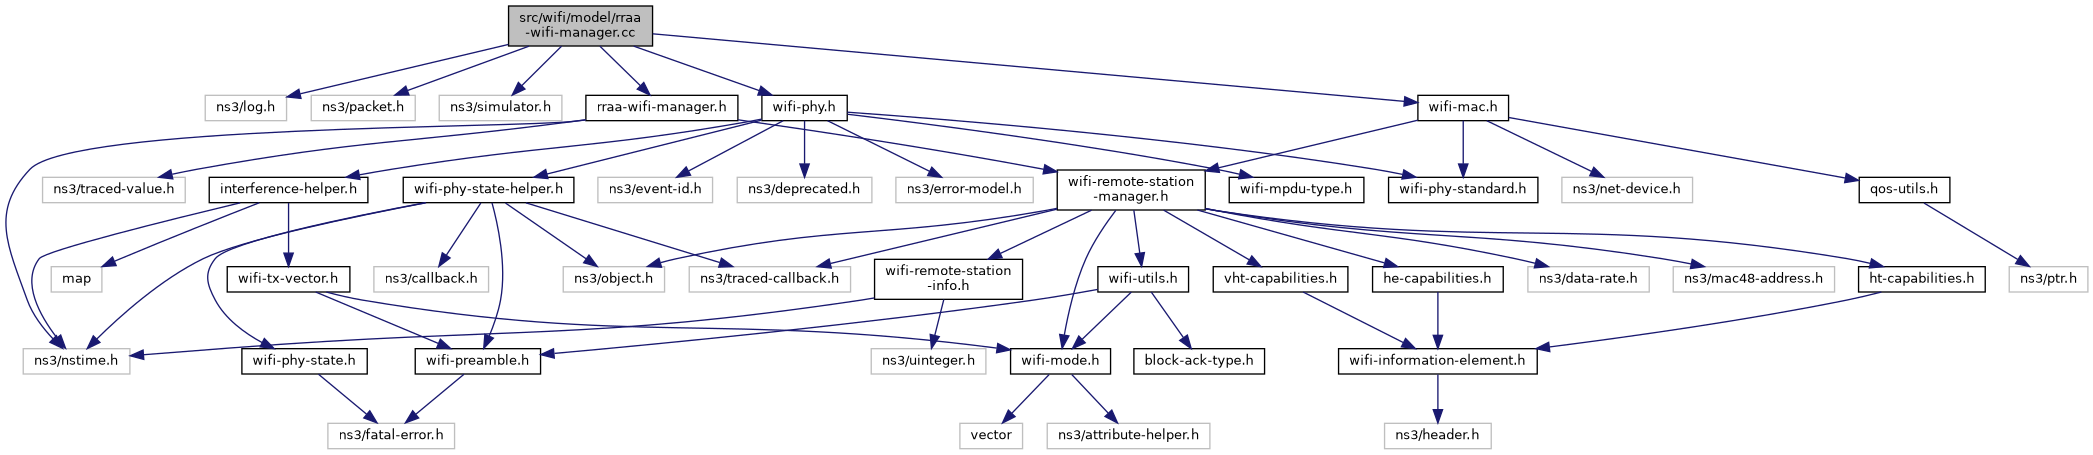 src/wifi/model/rraa
-wifi-manager.cc
ns3/log.h
ns3/packet.h
ns3/simulator.h
rraa-wifi-manager.h
wifi-phy.h
wifi-mac.h
ns3/traced-value.h
interference-helper.h
wifi-phy-state-helper.h
ns3/event-id.h
ns3/deprecated.h
ns3/error-model.h
wifi-remote-station
-manager.h
wifi-mpdu-type.h
wifi-phy-standard.h
ns3/net-device.h
qos-utils.h
map
wifi-tx-vector.h
ns3/callback.h
ns3/object.h
ns3/traced-callback.h
wifi-remote-station
-info.h
wifi-utils.h
vht-capabilities.h
he-capabilities.h
ns3/data-rate.h
ns3/mac48-address.h
ht-capabilities.h
ns3/ptr.h
ns3/nstime.h
wifi-phy-state.h
wifi-preamble.h
ns3/uinteger.h
wifi-mode.h
block-ack-type.h
wifi-information-element.h
ns3/fatal-error.h
vector
ns3/attribute-helper.h
ns3/header.h